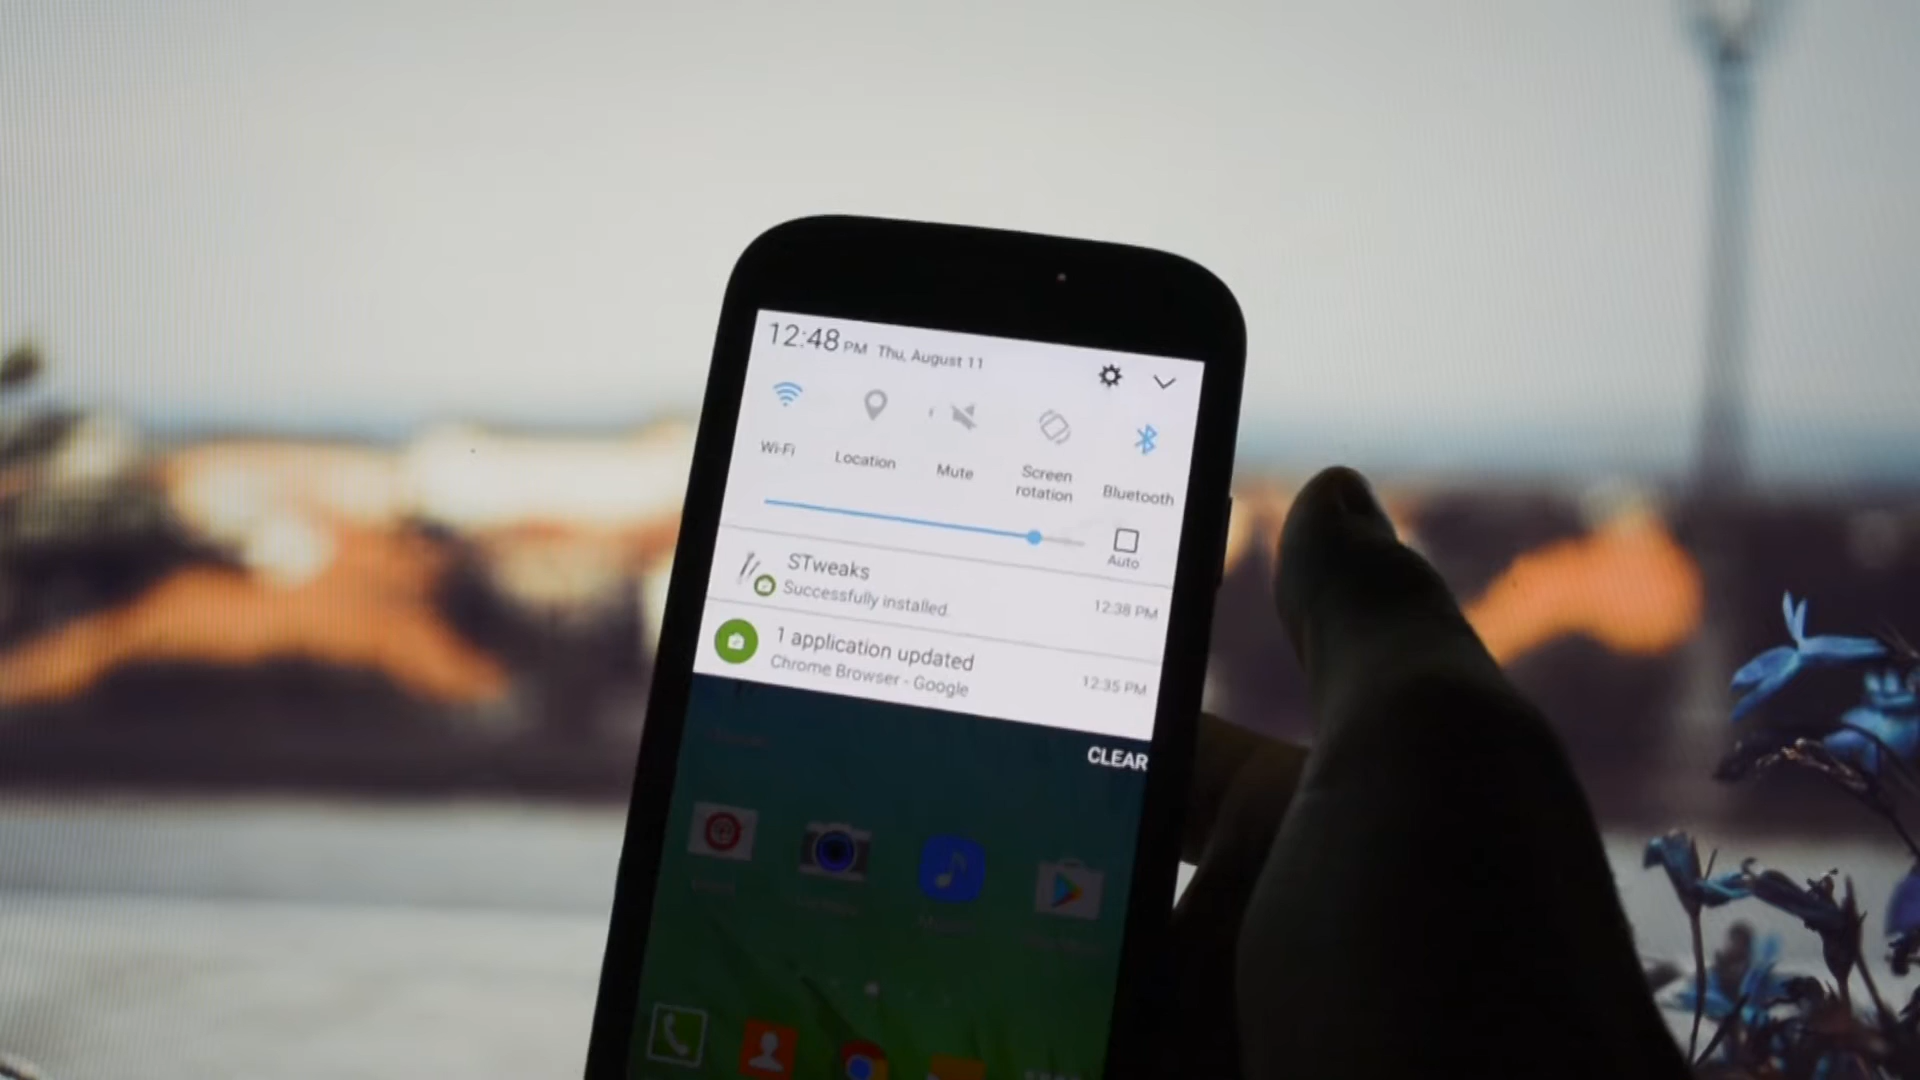 12:48 PM Thu, August 11
Wi-Fi
Location
Mute
Screen
rotation
Bluetooth
Auto
STweaks
Successfully installed.
12:38 PM
1 application updated
Chrome Browser - Google
12:35 PM
CLEAR